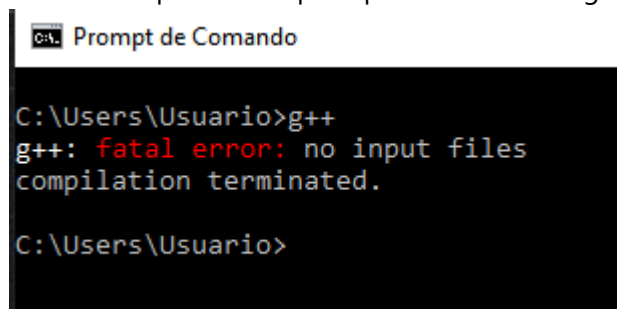 Prompt de Comando
C:\Users\Usuario>g++
g++: fatal error: no input files
compilation terminated.
C:\Users\Usuario>